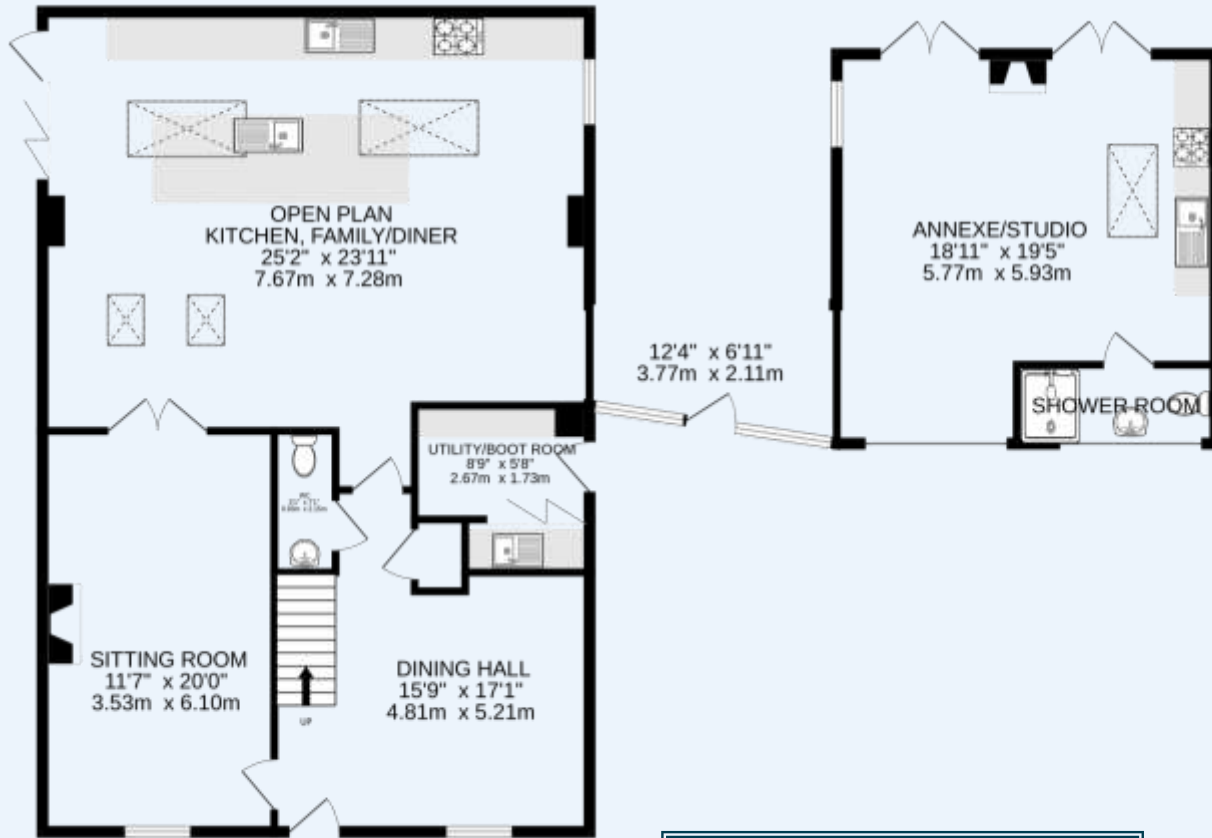 OPEN PLAN
KITCHEN, FAMILY/DINER
25'2" x 23'11"
7.67m x 7.28m
ANNEXE/STUDIO
18'11" x 19'5"
5.77m x 5.93m
12'4" x 6'11"
3.77m x 2.11m
SHOWER ROOM
UTILITY/BOOT ROOM
8'9" x 5'8"
2.67m x 1.73m
WC
SITTING ROOM
11'7" x 20'0"
3.53m x 6.10m
DINING HALL
15'9" x 17'1"
4.81m x 5.21m
UP